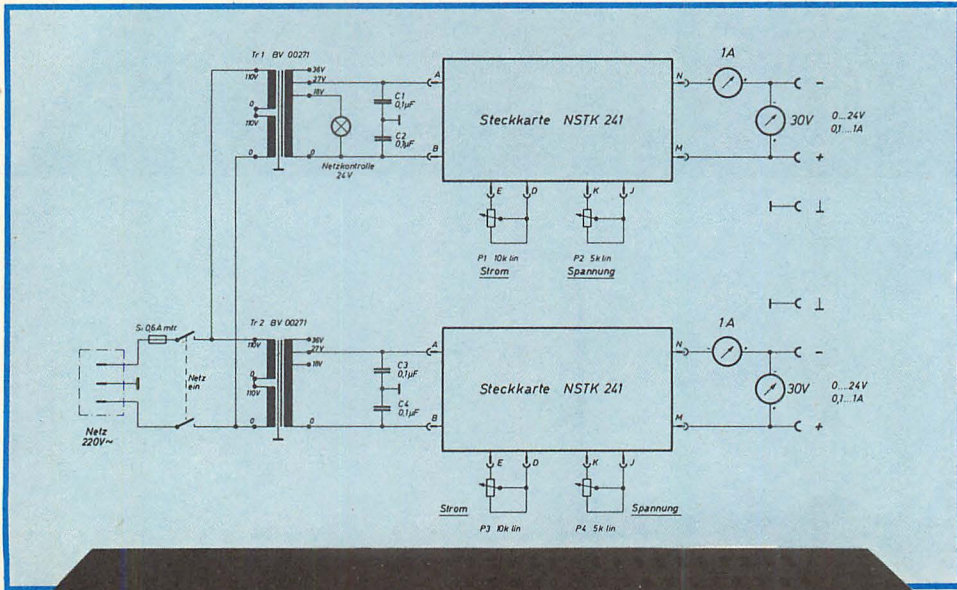 Tr 1 BV 00271
110V
0
110V
0
36V
27V
18V
0
Netzkontrolle
24V
C1
0,1µF
C2
0,1µF
A
B
Steckkarte NSTK 241
N
M
E
D
K
J
P1 10k lin
Strom
P2 5k lin
Spannung
1A
- +
30V
0...24V
0,1...1A
-
+
⊥
⊥
Si 0,6A mtr.
Netz
ein
Netz
220V~
Tr 2 BV 00271
110V
0
110V
0
36V
27V
18V
0
C3
0,1µF
C4
0,1µF
A
B
Steckkarte NSTK 241
N
M
E
D
K
J
Strom
P3 10k lin
P4 5k lin
Spannung
1A
- +
30V
0...24V
0,1...1A
-
+